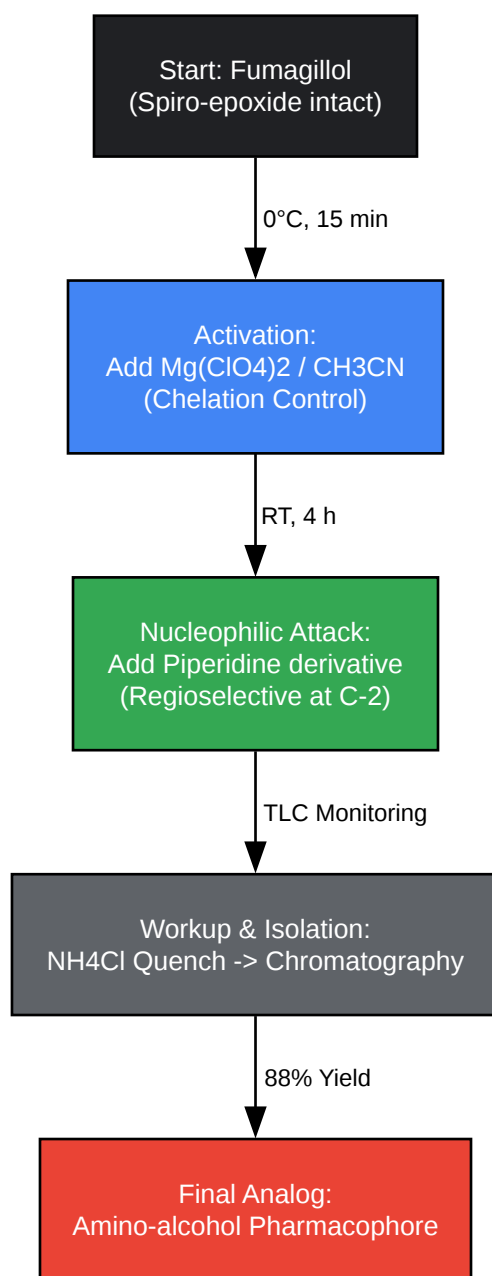 Start: Fumagillol
(Spiro-epoxide intact)
0°C, 15 min
Activation:
Add Mg(ClO4)2 / CH3CN
(Chelation Control)
RT, 4 h
Nucleophilic Attack:
Add Piperidine derivative
(Regioselective at C-2)
TLC Monitoring
Workup & Isolation:
NH4Cl Quench -> Chromatography
88% Yield
Final Analog:
Amino-alcohol Pharmacophore